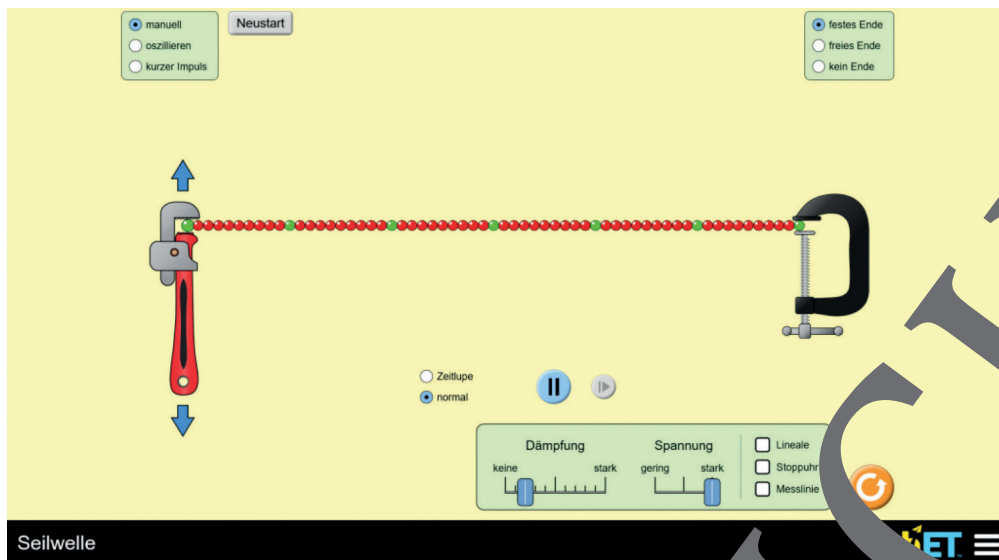 manuell
oszillieren
kurzer Impuls
Neustart
festes Ende
freies Ende
kein Ende
Zeitlupe
normal
Dämpfung
keine stark
Spannung
gering stark
Lineale
Stoppuhr
Messlinie
Seilwelle
ET